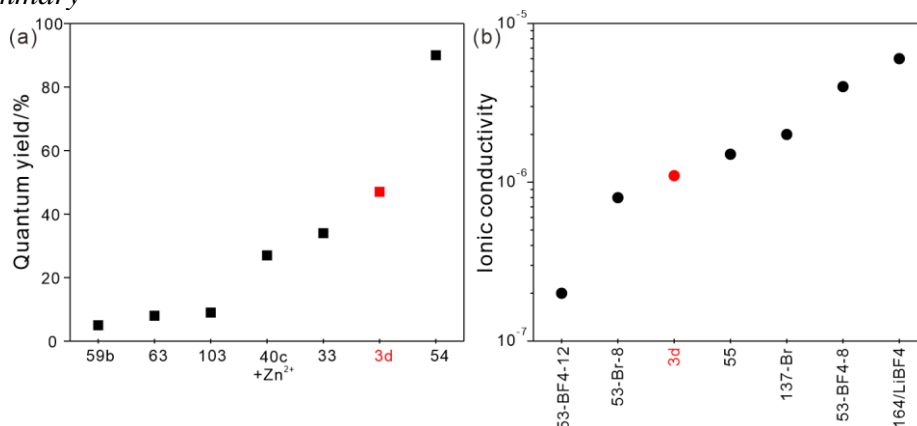 (a)
100
80
60
40
20
0
Quantum yield/%
59b 63 103 40c 33 3d 54
+Zn²⁺
(b)
10⁻⁵
10⁻⁶
10⁻⁷
Ionic conductivity
53-BF4-12
53-Br-8
3d
55
137-Br
53-BF4-8
164/LiBF4